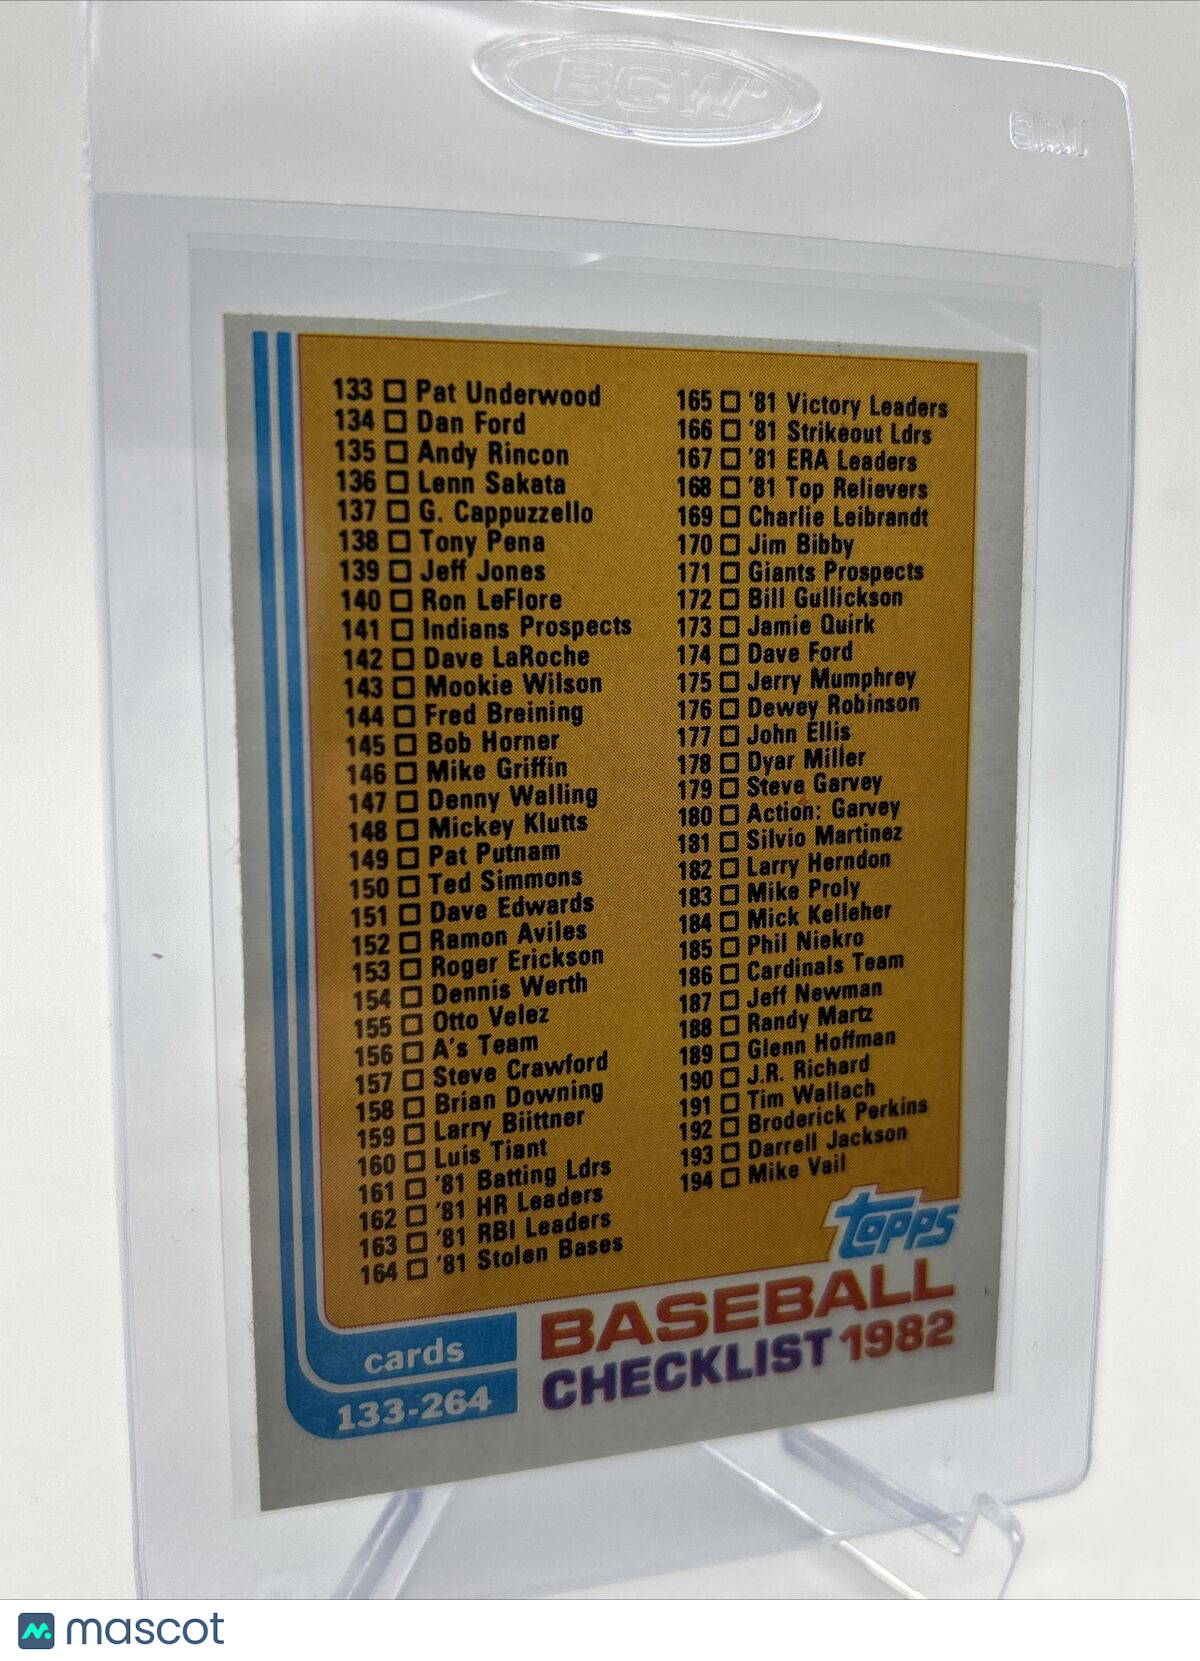 BCW
SRT
133 Pat Underwood
134 Dan Ford
135 Andy Rincon
136 Lenn Sakata
137 G. Cappuzzello
138 Tony Pena
139 Jeff Jones
140 Ron LeFlore
141 Indians Prospects
142 Dave LaRoche
143 Mookie Wilson
144 Fred Breining
145 Bob Horner
146 Mike Griffin
147 Denny Walling
148 Mickey Klutts
149 Pat Putnam
150 Ted Simmons
151 Dave Edwards
152 Ramon Aviles
153 Roger Erickson
154 Dennis Werth
155 Otto Velez
156 A's Team
157 Steve Crawford
158 Brian Downing
159 Larry Biittner
160 Luis Tiant
161 '81 Batting Ldrs
162 '81 HR Leaders
163 '81 RBI Leaders
164 '81 Stolen Bases
165 '81 Victory Leaders
166 '81 Strikeout Ldrs
167 '81 ERA Leaders
168 '81 Top Relievers
169 Charlie Leibrandt
170 Jim Bibby
171 Giants Prospects
172 Bill Gullickson
173 Jamie Quirk
174 Dave Ford
175 Jerry Mumphrey
176 Dewey Robinson
177 John Ellis
178 Dyar Miller
179 Steve Garvey
180 Action: Garvey
181 Silvio Martinez
182 Larry Herndon
183 Mike Proly
184 Mick Kelleher
185 Phil Niekro
186 Cardinals Team
187 Jeff Newman
188 Randy Martz
189 Glenn Hoffman
190 J.R. Richard
191 Tim Wallach
192 Broderick Perkins
193 Darrell Jackson
194 Mike Vail
topps
BASEBALL
CHECKLIST 1982
cards
133-264
mascot